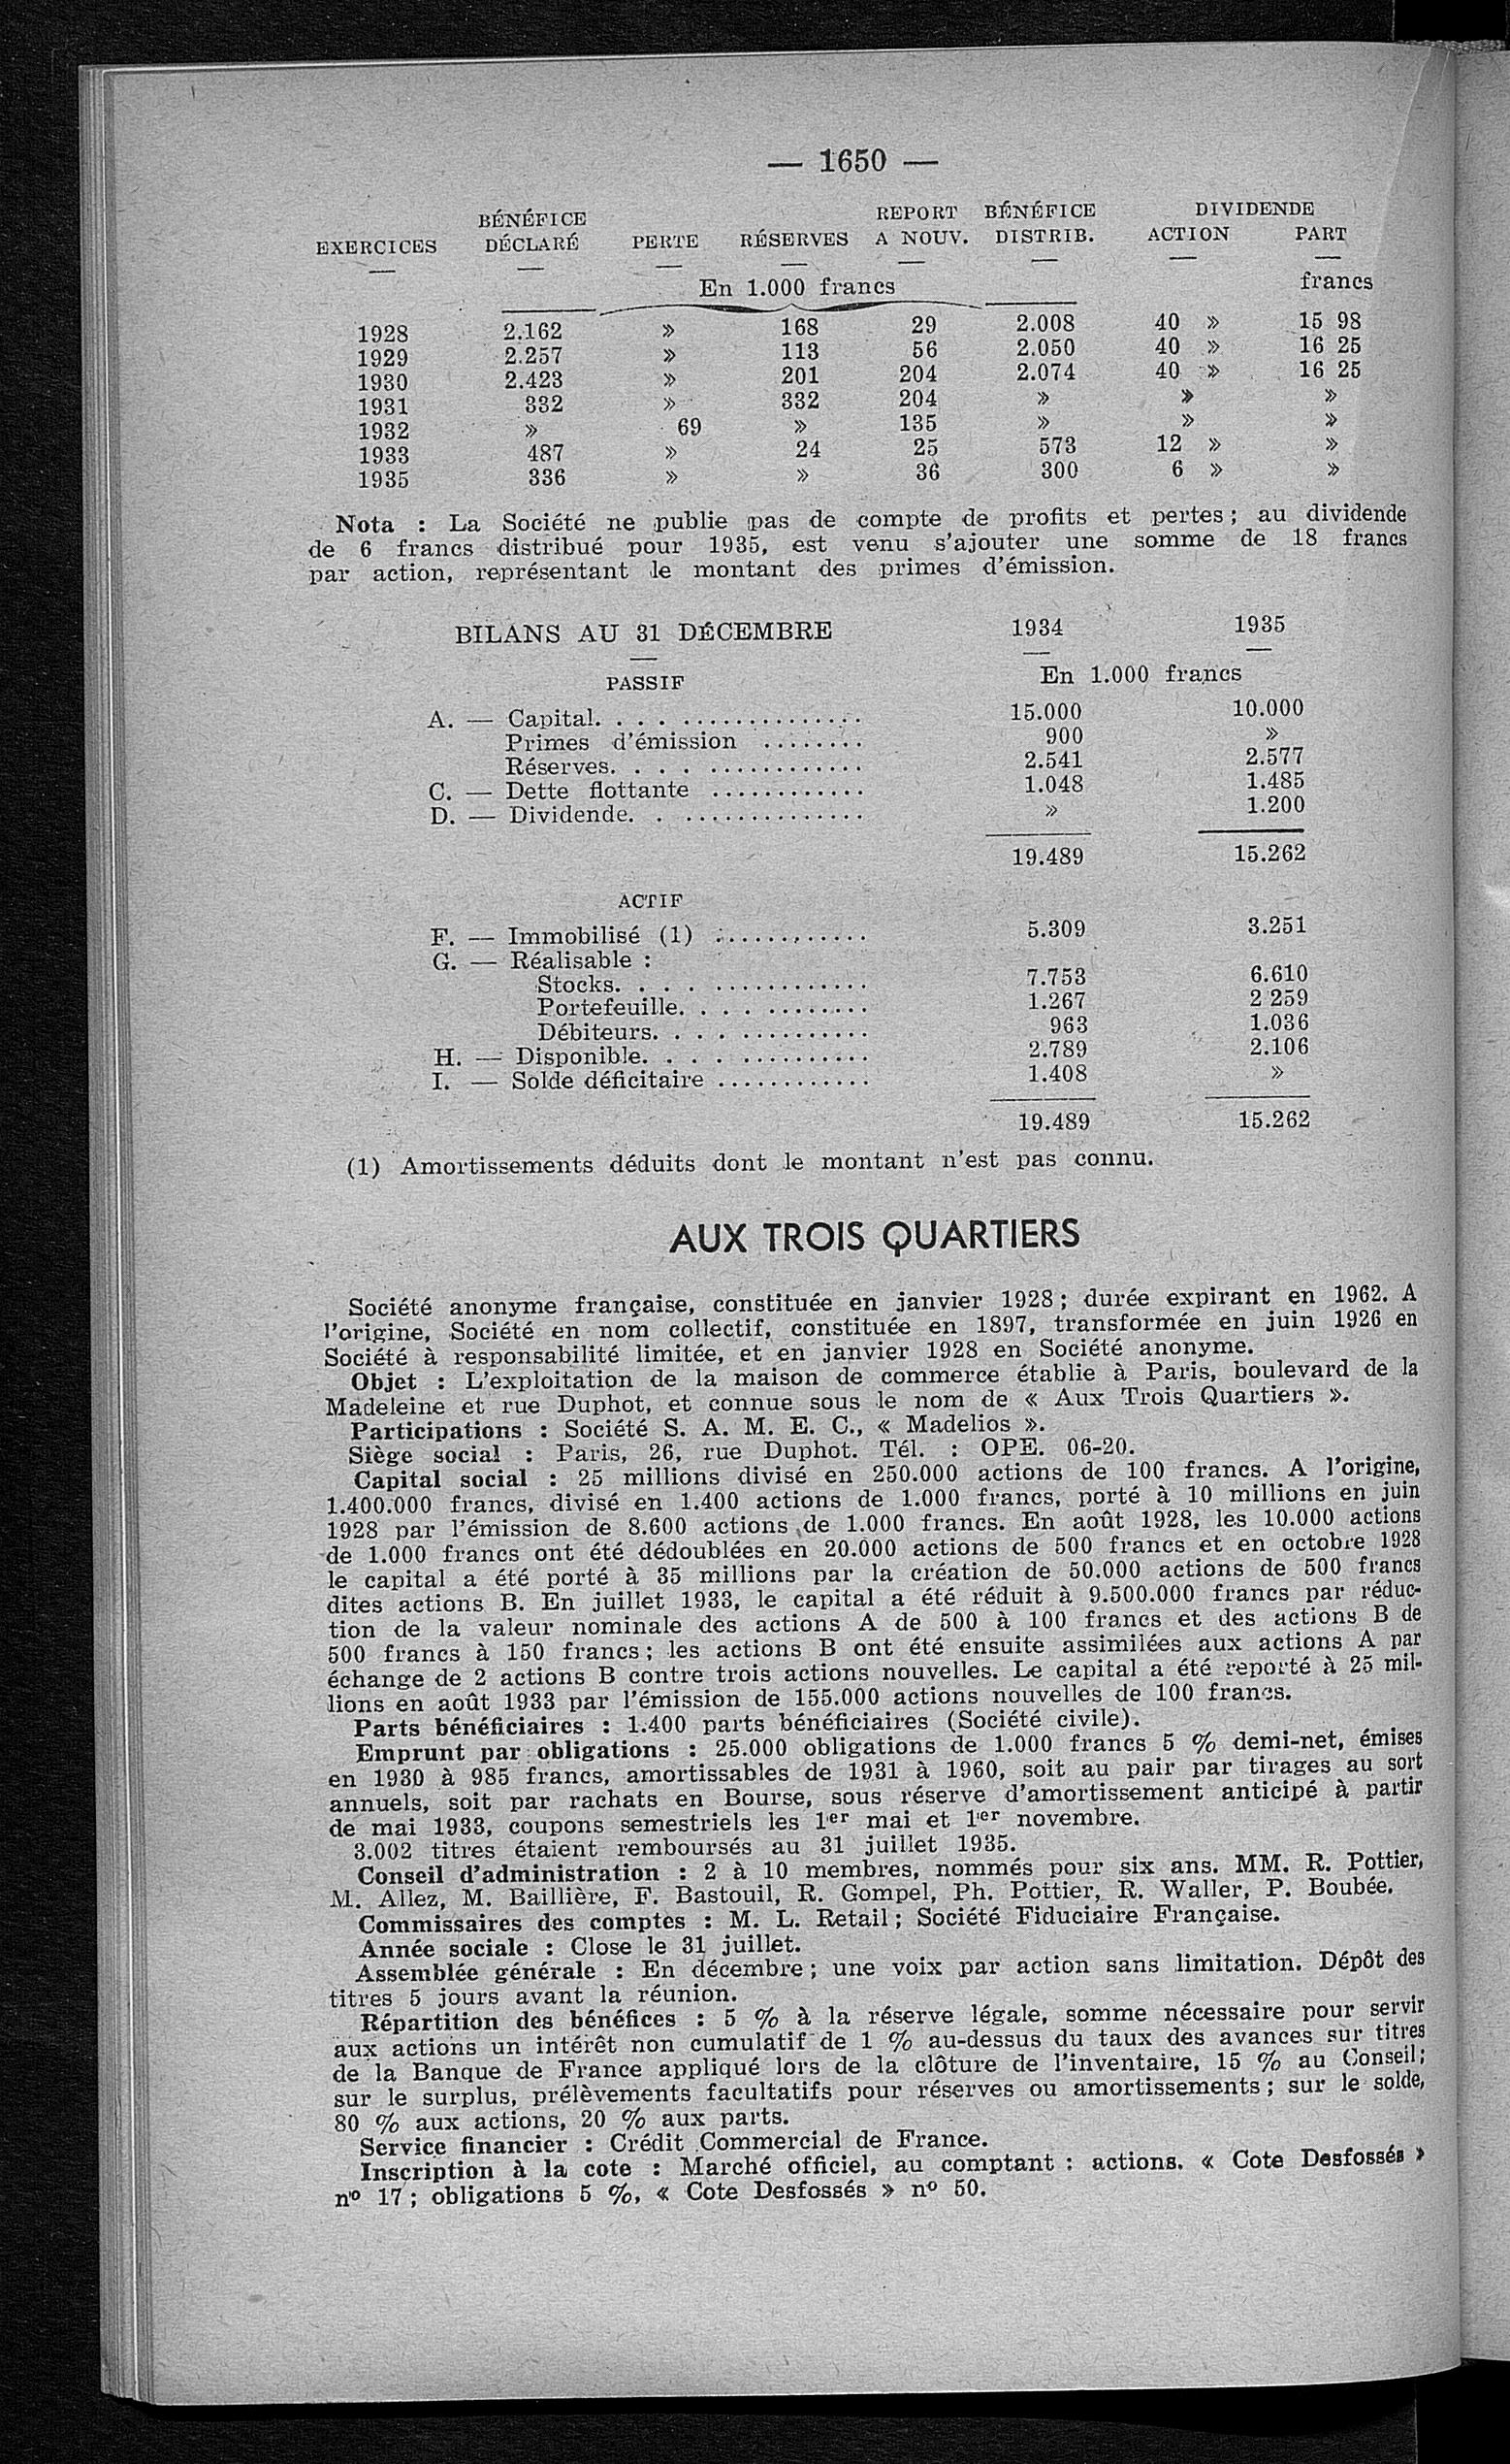 — 1650 —
EXERCICES BÉNÉFICE DÉCLARÉ PERTE RÉSERVES REPORT A NOUV. BÉNÉFICE DISTRIB. DIVIDENDE ACTION PART
En 1.000 francs francs
1928 2.162 » 168 29 2.008 40 » 15 98
1929 2.257 » 113 56 2.050 40 » 16 25
1930 2.423 » 201 204 2.074 40 » 16 25
1931 332 » 332 204 » » »
1932 » 69 » 135 » » »
1933 487 » 24 25 573 12 » »
1935 336 » » 36 300 6 » »
Nota : La Société ne publie pas de compte de profits et pertes; au dividende
de 6 francs distribué pour 1935, est venu s'ajouter une somme de 18 francs
par action, représentant le montant des primes d'émission.
BILANS AU 31 DÉCEMBRE 1934 1935
PASSIF En 1.000 francs
A. — Capital. . . . . . . . . . . . . . . . . . 15.000 10.000
Primes d'émission . . . . . . . . 900 »
Réserves. . . . . . . . . . . . . . . . 2.541 2.577
C. — Dette flottante . . . . . . . . . . . . 1.048 1.485
D. — Dividende. . . . . . . . . . . . . . . . » 1.200
19.489 15.262
ACTIF
F. — Immobilisé (1) . . . . . . . . . . . . 5.309 3.251
G. — Réalisable :
Stocks. . . . . . . . . . . . . . . . 7.753 6.610
Portefeuille. . . . . . . . . . . . 1.267 2 259
Débiteurs. . . . . . . . . . . . . . 963 1.036
H. — Disponible. . . . . . . . . . . . . . 2.789 2.106
I. — Solde déficitaire . . . . . . . . . . . . 1.408 »
19.489 15.262
(1) Amortissements déduits dont le montant n'est pas connu.
AUX TROIS QUARTIERS
Société anonyme française, constituée en janvier 1928; durée expirant en 1962. A
l'origine, Société en nom collectif, constituée en 1897, transformée en juin 1926 en
Société à responsabilité limitée, et en janvier 1928 en Société anonyme.
Objet : L'exploitation de la maison de commerce établie à Paris, boulevard de la
Madeleine et rue Duphot, et connue sous le nom de « Aux Trois Quartiers ».
Participations : Société S. A. M. E. C., « Madelios ».
Siège social : Paris, 26, rue Duphot. Tél. : OPE. 06-20.
Capital social : 25 millions divisé en 250.000 actions de 100 francs. A l'origine,
1.400.000 francs, divisé en 1.400 actions de 1.000 francs, porté à 10 millions en juin
1928 par l'émission de 8.600 actions de 1.000 francs. En août 1928, les 10.000 actions
de 1.000 francs ont été dédoublées en 20.000 actions de 500 francs et en octobre 1928
le capital a été porté à 35 millions par la création de 50.000 actions de 500 francs
dites actions B. En juillet 1933, le capital a été réduit à 9.500.000 francs par réduc-
tion de la valeur nominale des actions A de 500 à 100 francs et des actions B de
500 francs à 150 francs; les actions B ont été ensuite assimilées aux actions A par
échange de 2 actions B contre trois actions nouvelles. Le capital a été reporté à 25 mil-
lions en août 1933 par l'émission de 155.000 actions nouvelles de 100 francs.
Parts bénéficiaires : 1.400 parts bénéficiaires (Société civile).
Emprunt par obligations : 25.000 obligations de 1.000 francs 5 % demi-net, émises
en 1930 à 985 francs, amortissables de 1931 à 1960, soit au pair par tirages au sort
annuels, soit par rachats en Bourse, sous réserve d'amortissement anticipé à partir
de mai 1933, coupons semestriels les 1er mai et 1er novembre.
3.002 titres étaient remboursés au 31 juillet 1935.
Conseil d'administration : 2 à 10 membres, nommés pour six ans. MM. R. Pottier,
M. Allez, M. Baillière, F. Bastouil, R. Gompel, Ph. Pottier, R. Waller, P. Boubée.
Commissaires des comptes : M. L. Retail; Société Fiduciaire Française.
Année sociale : Close le 31 juillet.
Assemblée générale : En décembre; une voix par action sans limitation. Dépôt des
titres 5 jours avant la réunion.
Répartition des bénéfices : 5 % à la réserve légale, somme nécessaire pour servir
aux actions un intérêt non cumulatif de 1 % au-dessus du taux des avances sur titres
de la Banque de France appliqué lors de la clôture de l'inventaire, 15 % au Conseil;
sur le surplus, prélèvements facultatifs pour réserves ou amortissements; sur le solde,
80 % aux actions, 20 % aux parts.
Service financier : Crédit Commercial de France.
Inscription à la cote : Marché officiel, au comptant : actions. « Cote Desfossés »
no 17; obligations 5 %, « Cote Desfossés » no 50.